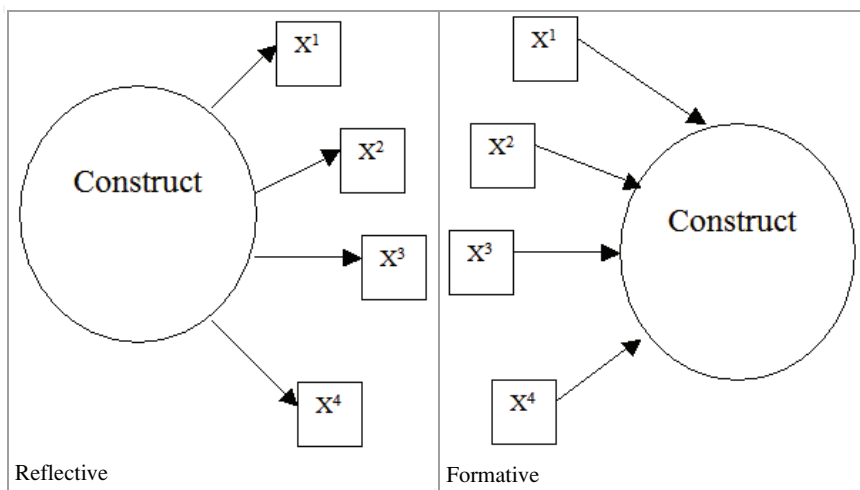 X¹
X²
Construct
X³
X⁴
Reflective
X¹
X²
Construct
X³
X⁴
Formative